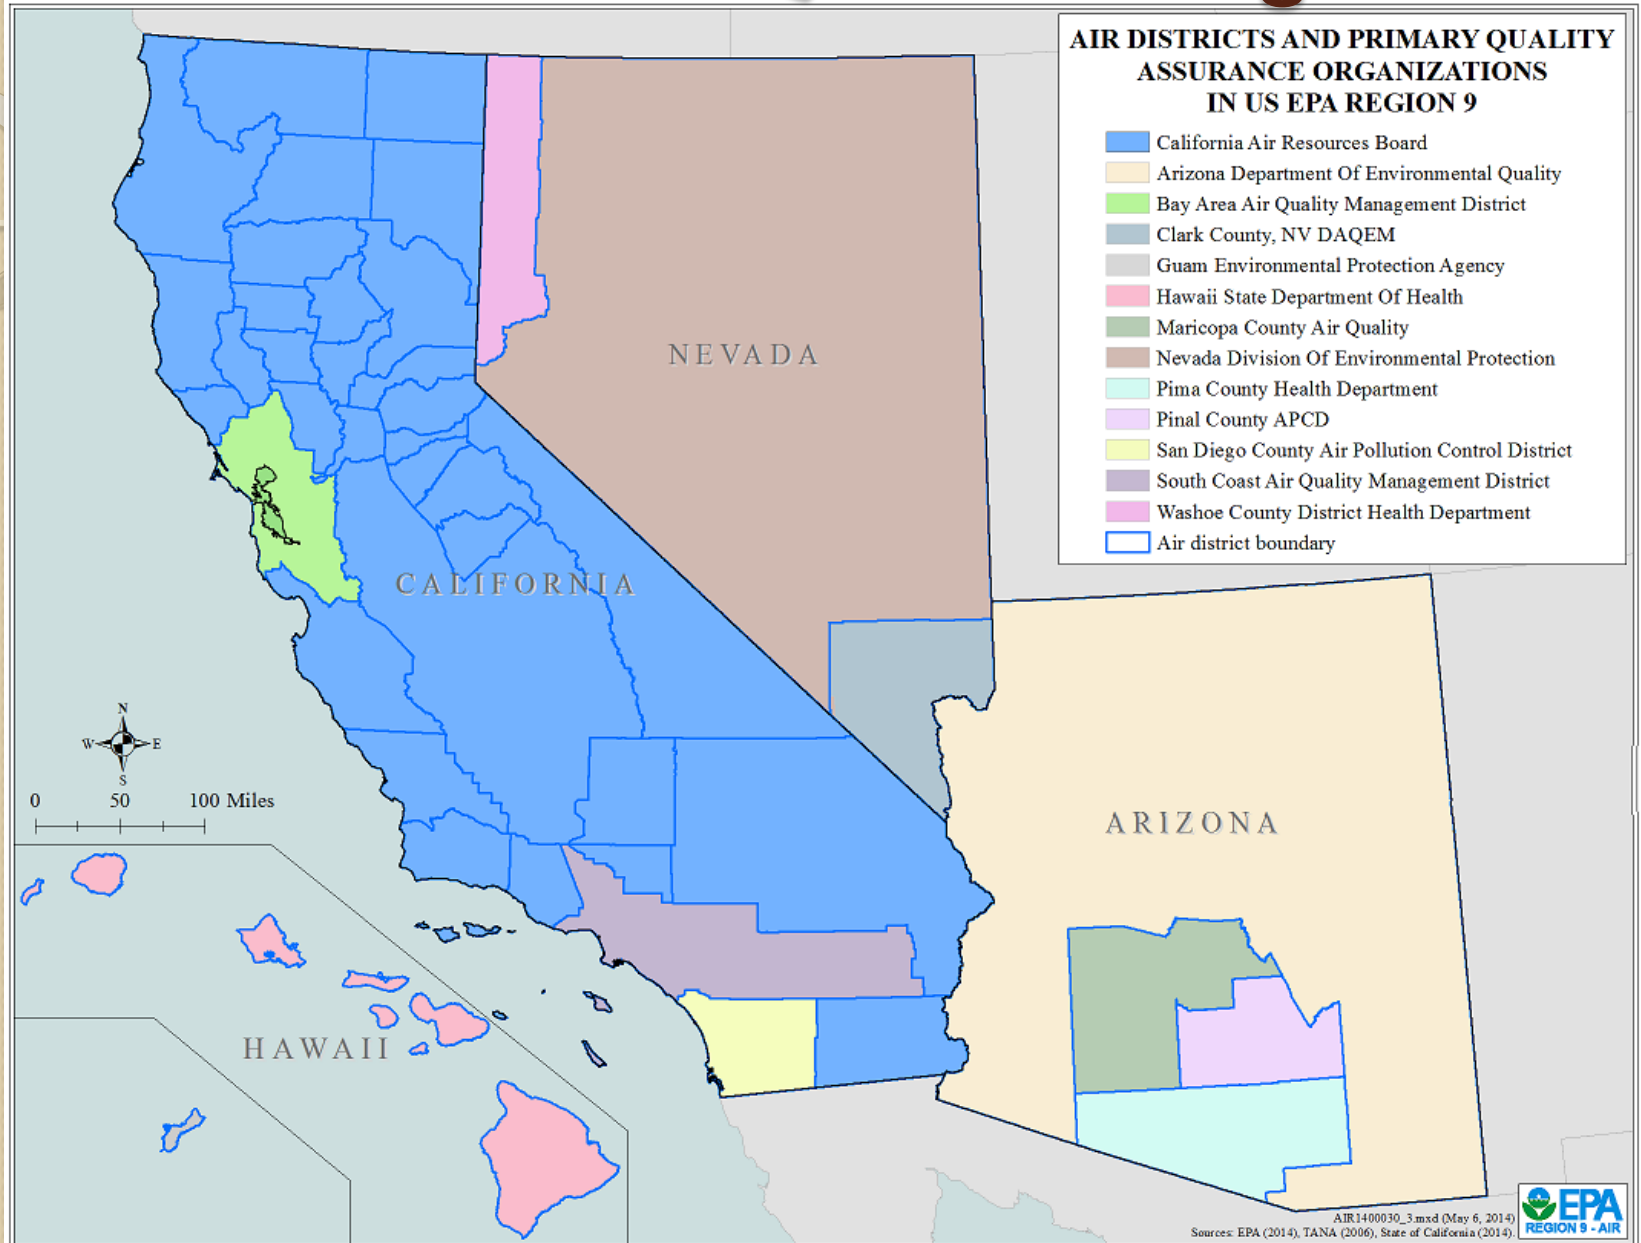 AIR DISTRICTS AND PRIMARY QUALITY
ASSURANCE ORGANIZATIONS
IN US EPA REGION 9
California Air Resources Board
Arizona Department Of Environmental Quality
Bay Area Air Quality Management District
Clark County, NV DAQEM
Guam Environmental Protection Agency
Hawaii State Department Of Health
Maricopa County Air Quality
Nevada Division Of Environmental Protection
Pima County Health Department
Pinal County APCD
San Diego County Air Pollution Control District
South Coast Air Quality Management District
Washoe County District Health Department
Air district boundary
NEVADA
CALIFORNIA
ARIZONA
HAWAII
N
W E
S
0 50 100 Miles
AIR1400030_3.mxd (May 6, 2014)
Sources: EPA (2014), TANA (2006), State of California (2014).
EPA
REGION 9 - AIR